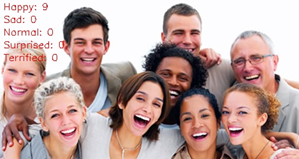 Happy: 9
Sad: 0
Normal: 0
Surprised: 0
Terrified: 0